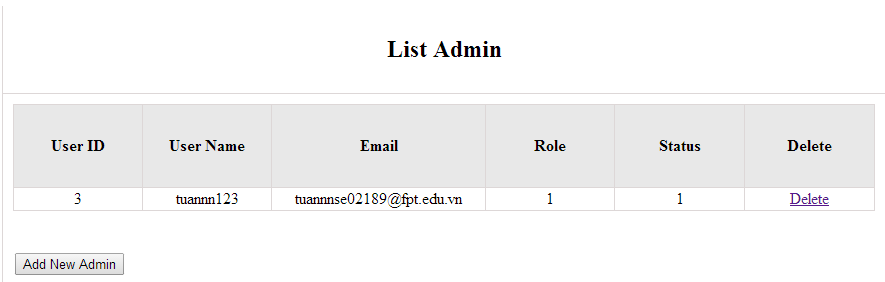 List Admin
User ID User Name Email Role Status Delete
3 tuannn123 tuannnse02189@fpt.edu.vn 1 1 Delete
Add New Admin